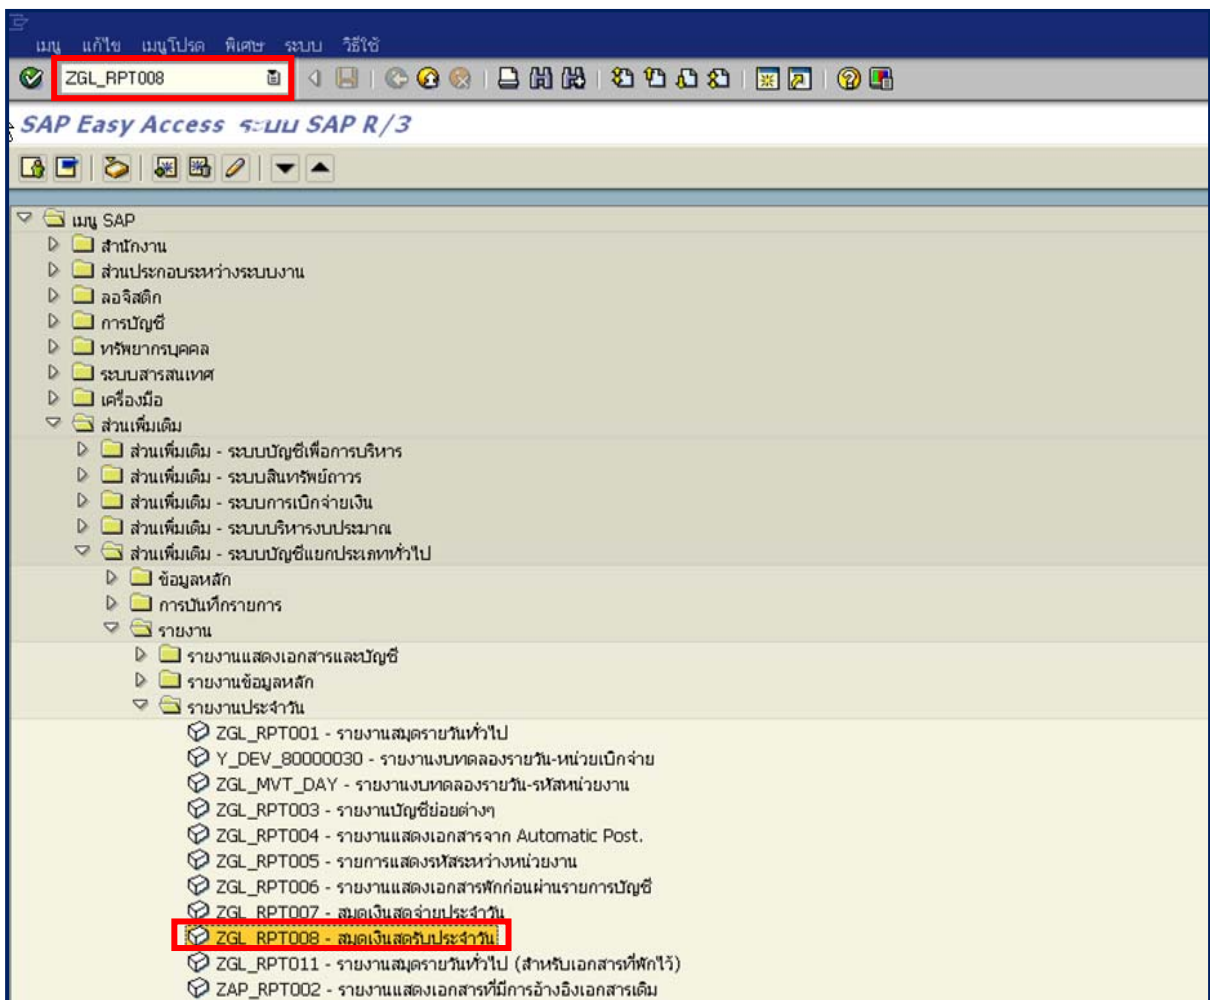 เมนู แก้ไข เมนูโปรด พิเศษ ระบบ วิธีใช้
ZGL_RPT008
SAP Easy Access ระบบ SAP R/3
เมนู SAP
สำนักงาน
ส่วนประกอบระหว่างระบบงาน
ลอจิสติก
การบัญชี
ทรัพยากรบุคคล
ระบบสารสนเทศ
เครื่องมือ
ส่วนเพิ่มเติม
ส่วนเพิ่มเติม - ระบบบัญชีเพื่อการบริหาร
ส่วนเพิ่มเติม - ระบบสินทรัพย์ถาวร
ส่วนเพิ่มเติม - ระบบการเบิกจ่ายเงิน
ส่วนเพิ่มเติม - ระบบบริหารงบประมาณ
ส่วนเพิ่มเติม - ระบบบัญชีแยกประเภททั่วไป
ข้อมูลหลัก
การบันทึกรายการ
รายงาน
รายงานแสดงเอกสารและบัญชี
รายงานข้อมูลหลัก
รายงานประจำวัน
ZGL_RPT001 - รายงานสมุดรายวันทั่วไป
Y_DEV_80000030 - รายงานงบทดลองรายวัน-หน่วยเบิกจ่าย
ZGL_MVT_DAY - รายงานงบทดลองรายวัน-รหัสหน่วยงาน
ZGL_RPT003 - รายงานบัญชีย่อยต่างๆ
ZGL_RPT004 - รายงานแสดงเอกสารจาก Automatic Post.
ZGL_RPT005 - รายการแสดงรหัสระหว่างหน่วยงาน
ZGL_RPT006 - รายงานแสดงเอกสารพักก่อนผ่านรายการบัญชี
ZGL_RPT007 - สมุดเงินสดจ่ายประจำวัน
ZGL_RPT008 - สมุดเงินสดรับประจำวัน
ZGL_RPT011 - รายงานสมุดรายวันทั่วไป (สำหรับเอกสารที่พักไว้)
ZAP_RPT002 - รายงานแสดงเอกสารที่มีการอ้างอิงเอกสารเดิม